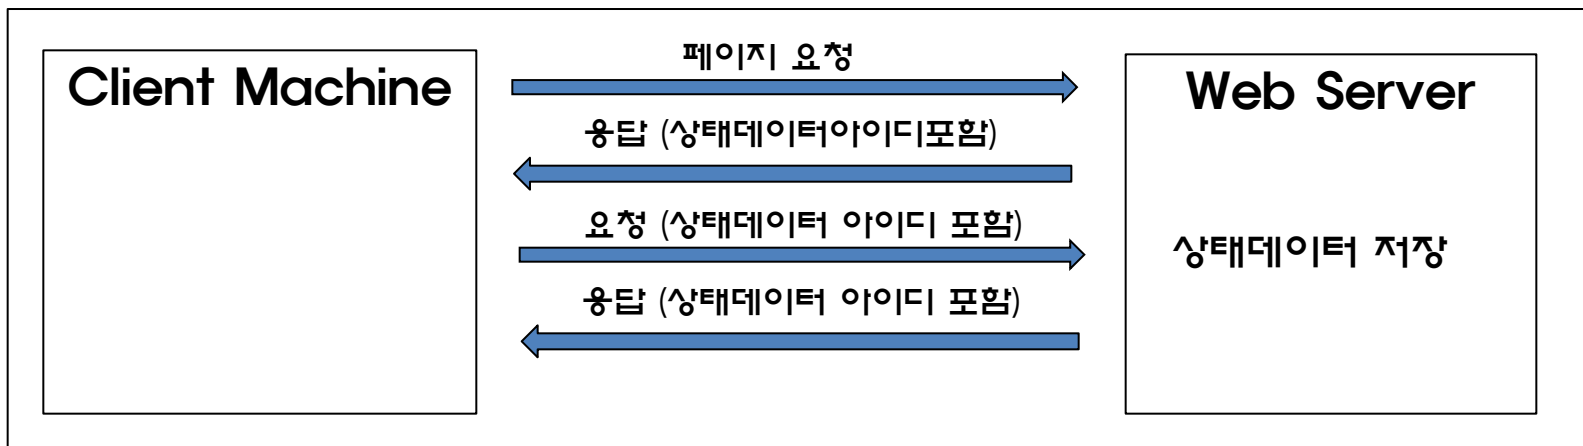 Client Machine
페이지 요청
Web Server
응답 (상태데이터아이디포함)
요청 (상태데이터 아이디 포함)
상태데이터 저장
응답 (상태데이터 아이디 포함)